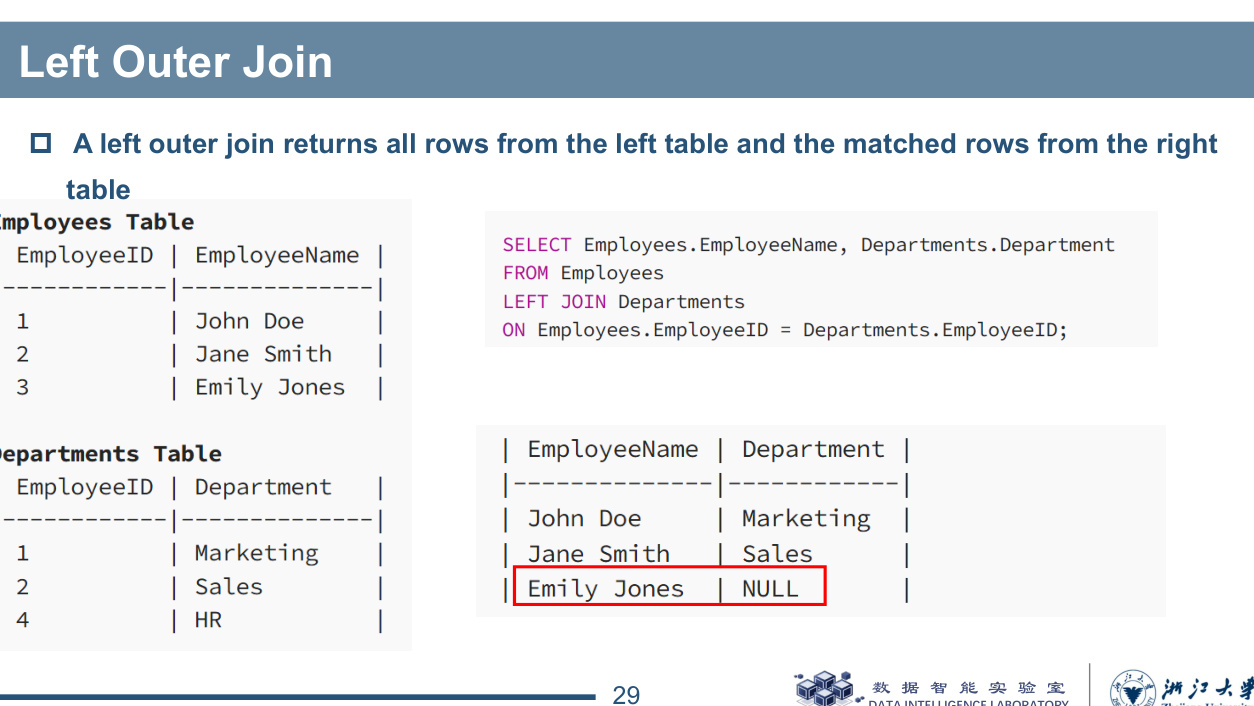 Left Outer Join
A left outer join returns all rows from the left table and the matched rows from the right
table
mployees Table
EmployeeID | EmployeeName |
------------|--------------|
1 | John Doe |
2 | Jane Smith |
3 | Emily Jones |
epartments Table
EmployeeID | Department |
------------|--------------|
1 | Marketing |
2 | Sales |
4 | HR |
SELECT Employees.EmployeeName, Departments.Department
FROM Employees
LEFT JOIN Departments
ON Employees.EmployeeID = Departments.EmployeeID;
| EmployeeName | Department |
|--------------|------------|
| John Doe | Marketing |
| Jane Smith | Sales |
| Emily Jones | NULL |
29
数据智能实验室
DATA INTELLIGENCE LABORATORY
浙江大学